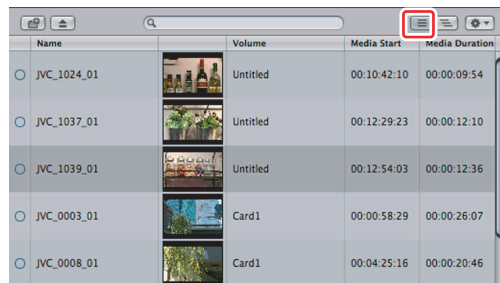 Name Volume Media Start Media Duration
JVC_1024_01 Untitled 00:10:42:10 00:00:09:54
JVC_1037_01 Untitled 00:12:29:23 00:00:12:10
JVC_1039_01 Untitled 00:12:54:03 00:00:12:36
JVC_0003_01 Card1 00:00:58:29 00:00:26:07
JVC_0008_01 Card1 00:04:25:16 00:00:20:46